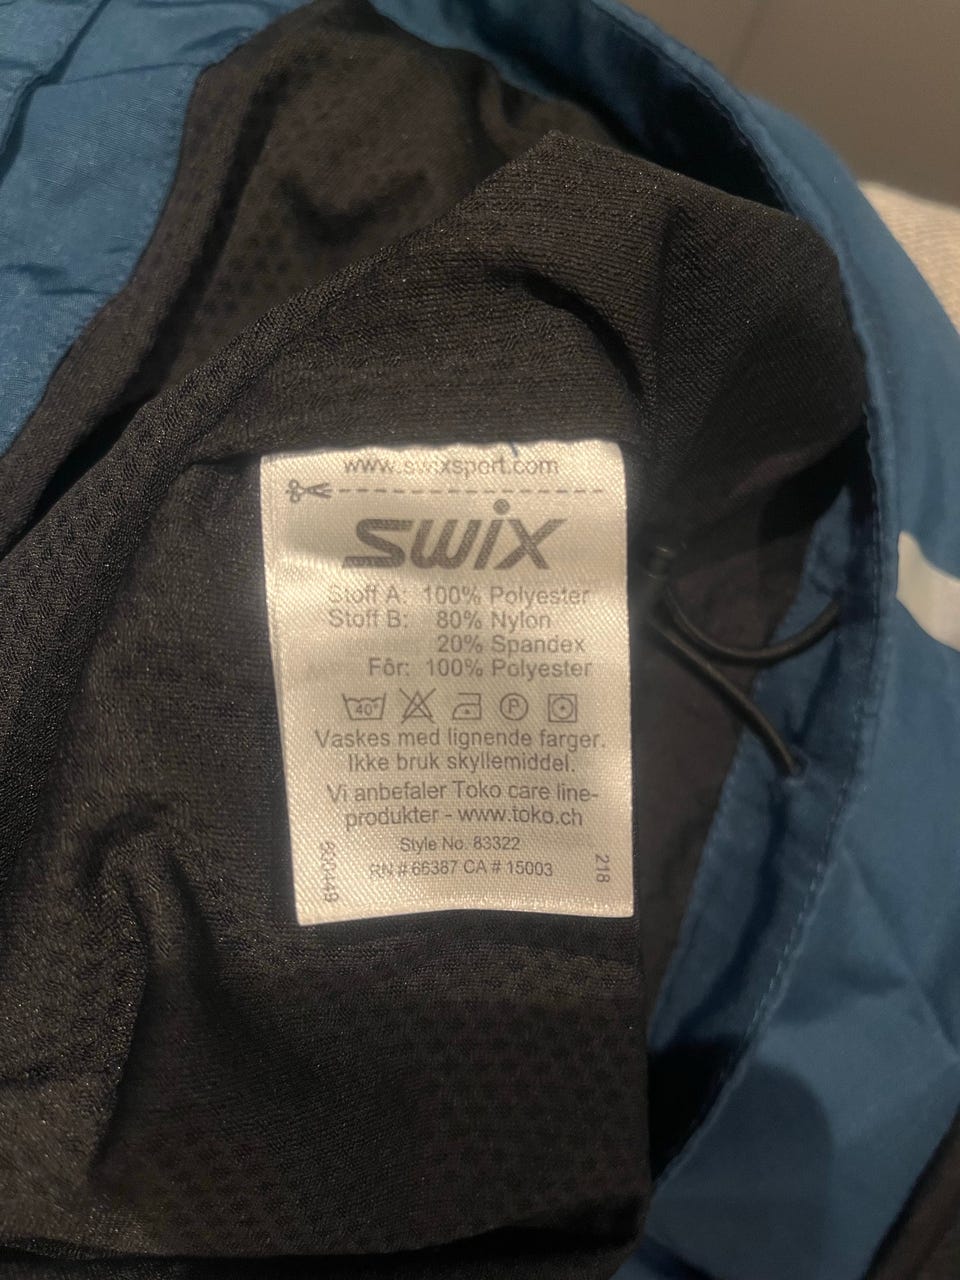 www.swixsport.com
SWIX
Stoff A: 100% Polyester
Stoff B: 80% Nylon
20% Spandex
Fôr: 100% Polyester
40° P
Vaskes med lignende farger.
Ikke bruk skyllemiddel.
Vi anbefaler Toko care line-
produkter - www.toko.ch
Style No. 83322
RN # 66387 CA # 15003
630449
218